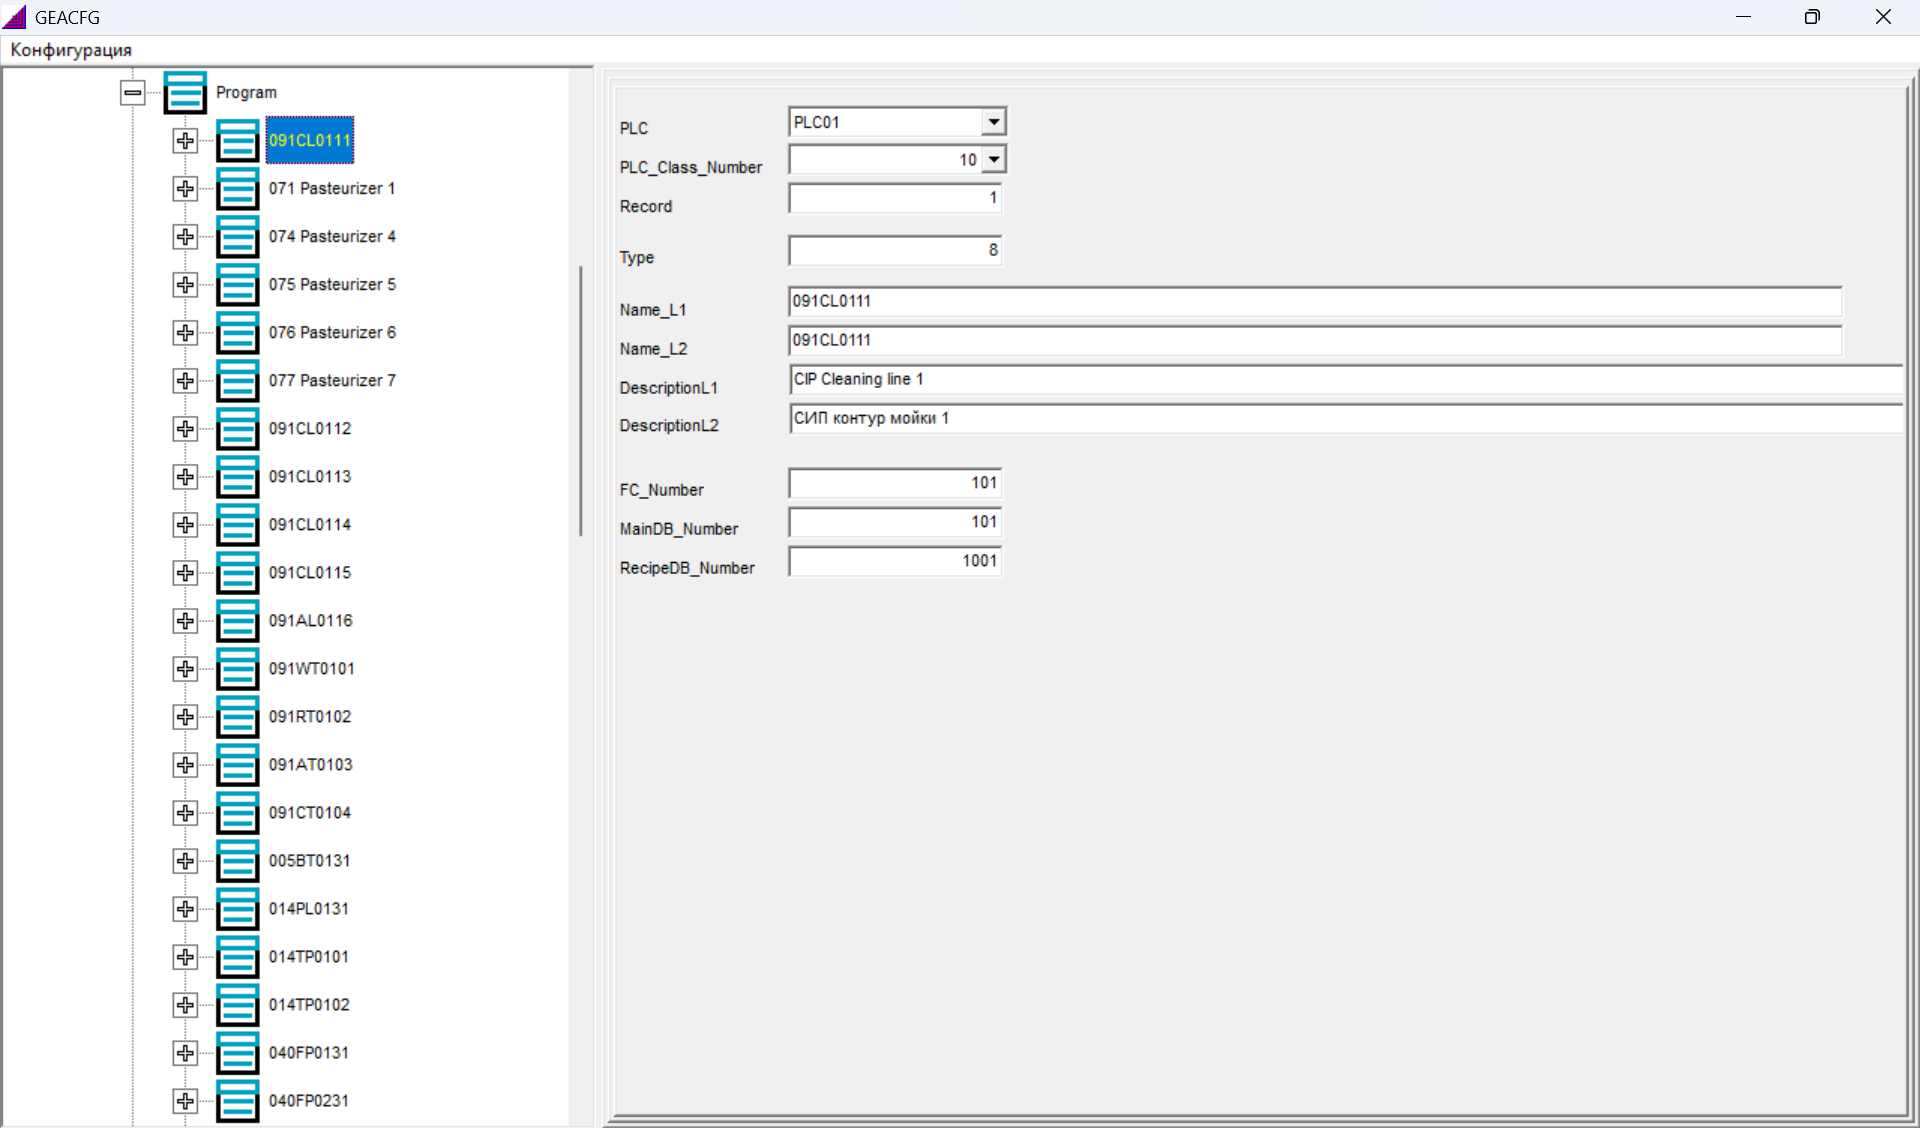 GEACFG
Конфигурация
Program
091CL0111
071 Pasteurizer 1
074 Pasteurizer 4
075 Pasteurizer 5
076 Pasteurizer 6
077 Pasteurizer 7
091CL0112
091CL0113
091CL0114
091CL0115
091AL0116
091WT0101
091RT0102
091AT0103
091CT0104
005BT0131
014PL0131
014TP0101
014TP0102
040FP0131
040FP0231
PLC PLC01
PLC_Class_Number 10
Record 1
Type 8
Name_L1 091CL0111
Name_L2 091CL0111
DescriptionL1 CIP Cleaning line 1
DescriptionL2 СИП контур мойки 1
FC_Number 101
MainDB_Number 101
RecipeDB_Number 1001